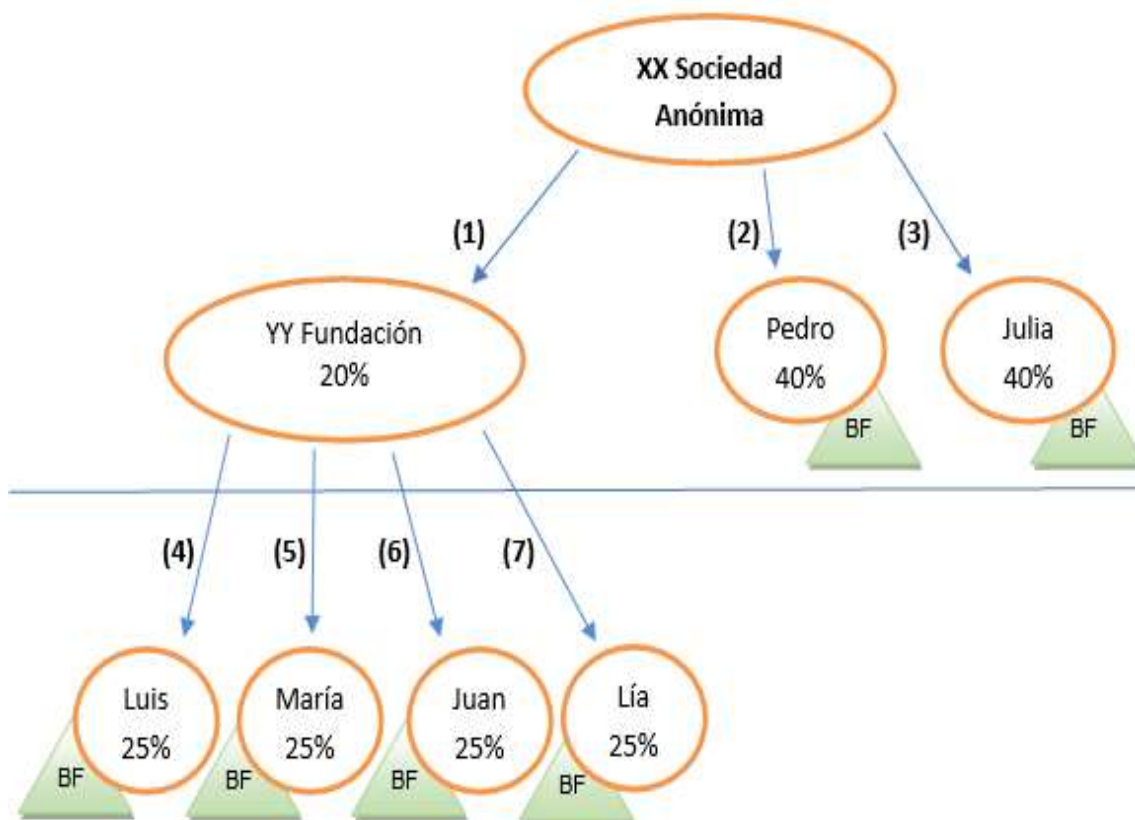 XX Sociedad
Anónima
(1)
(2)
(3)
YY Fundación
20%
Pedro
40%
BF
Julia
40%
BF
(4)
(5)
(6)
(7)
Luis
25%
BF
María
25%
BF
Juan
25%
BF
Lía
25%
BF